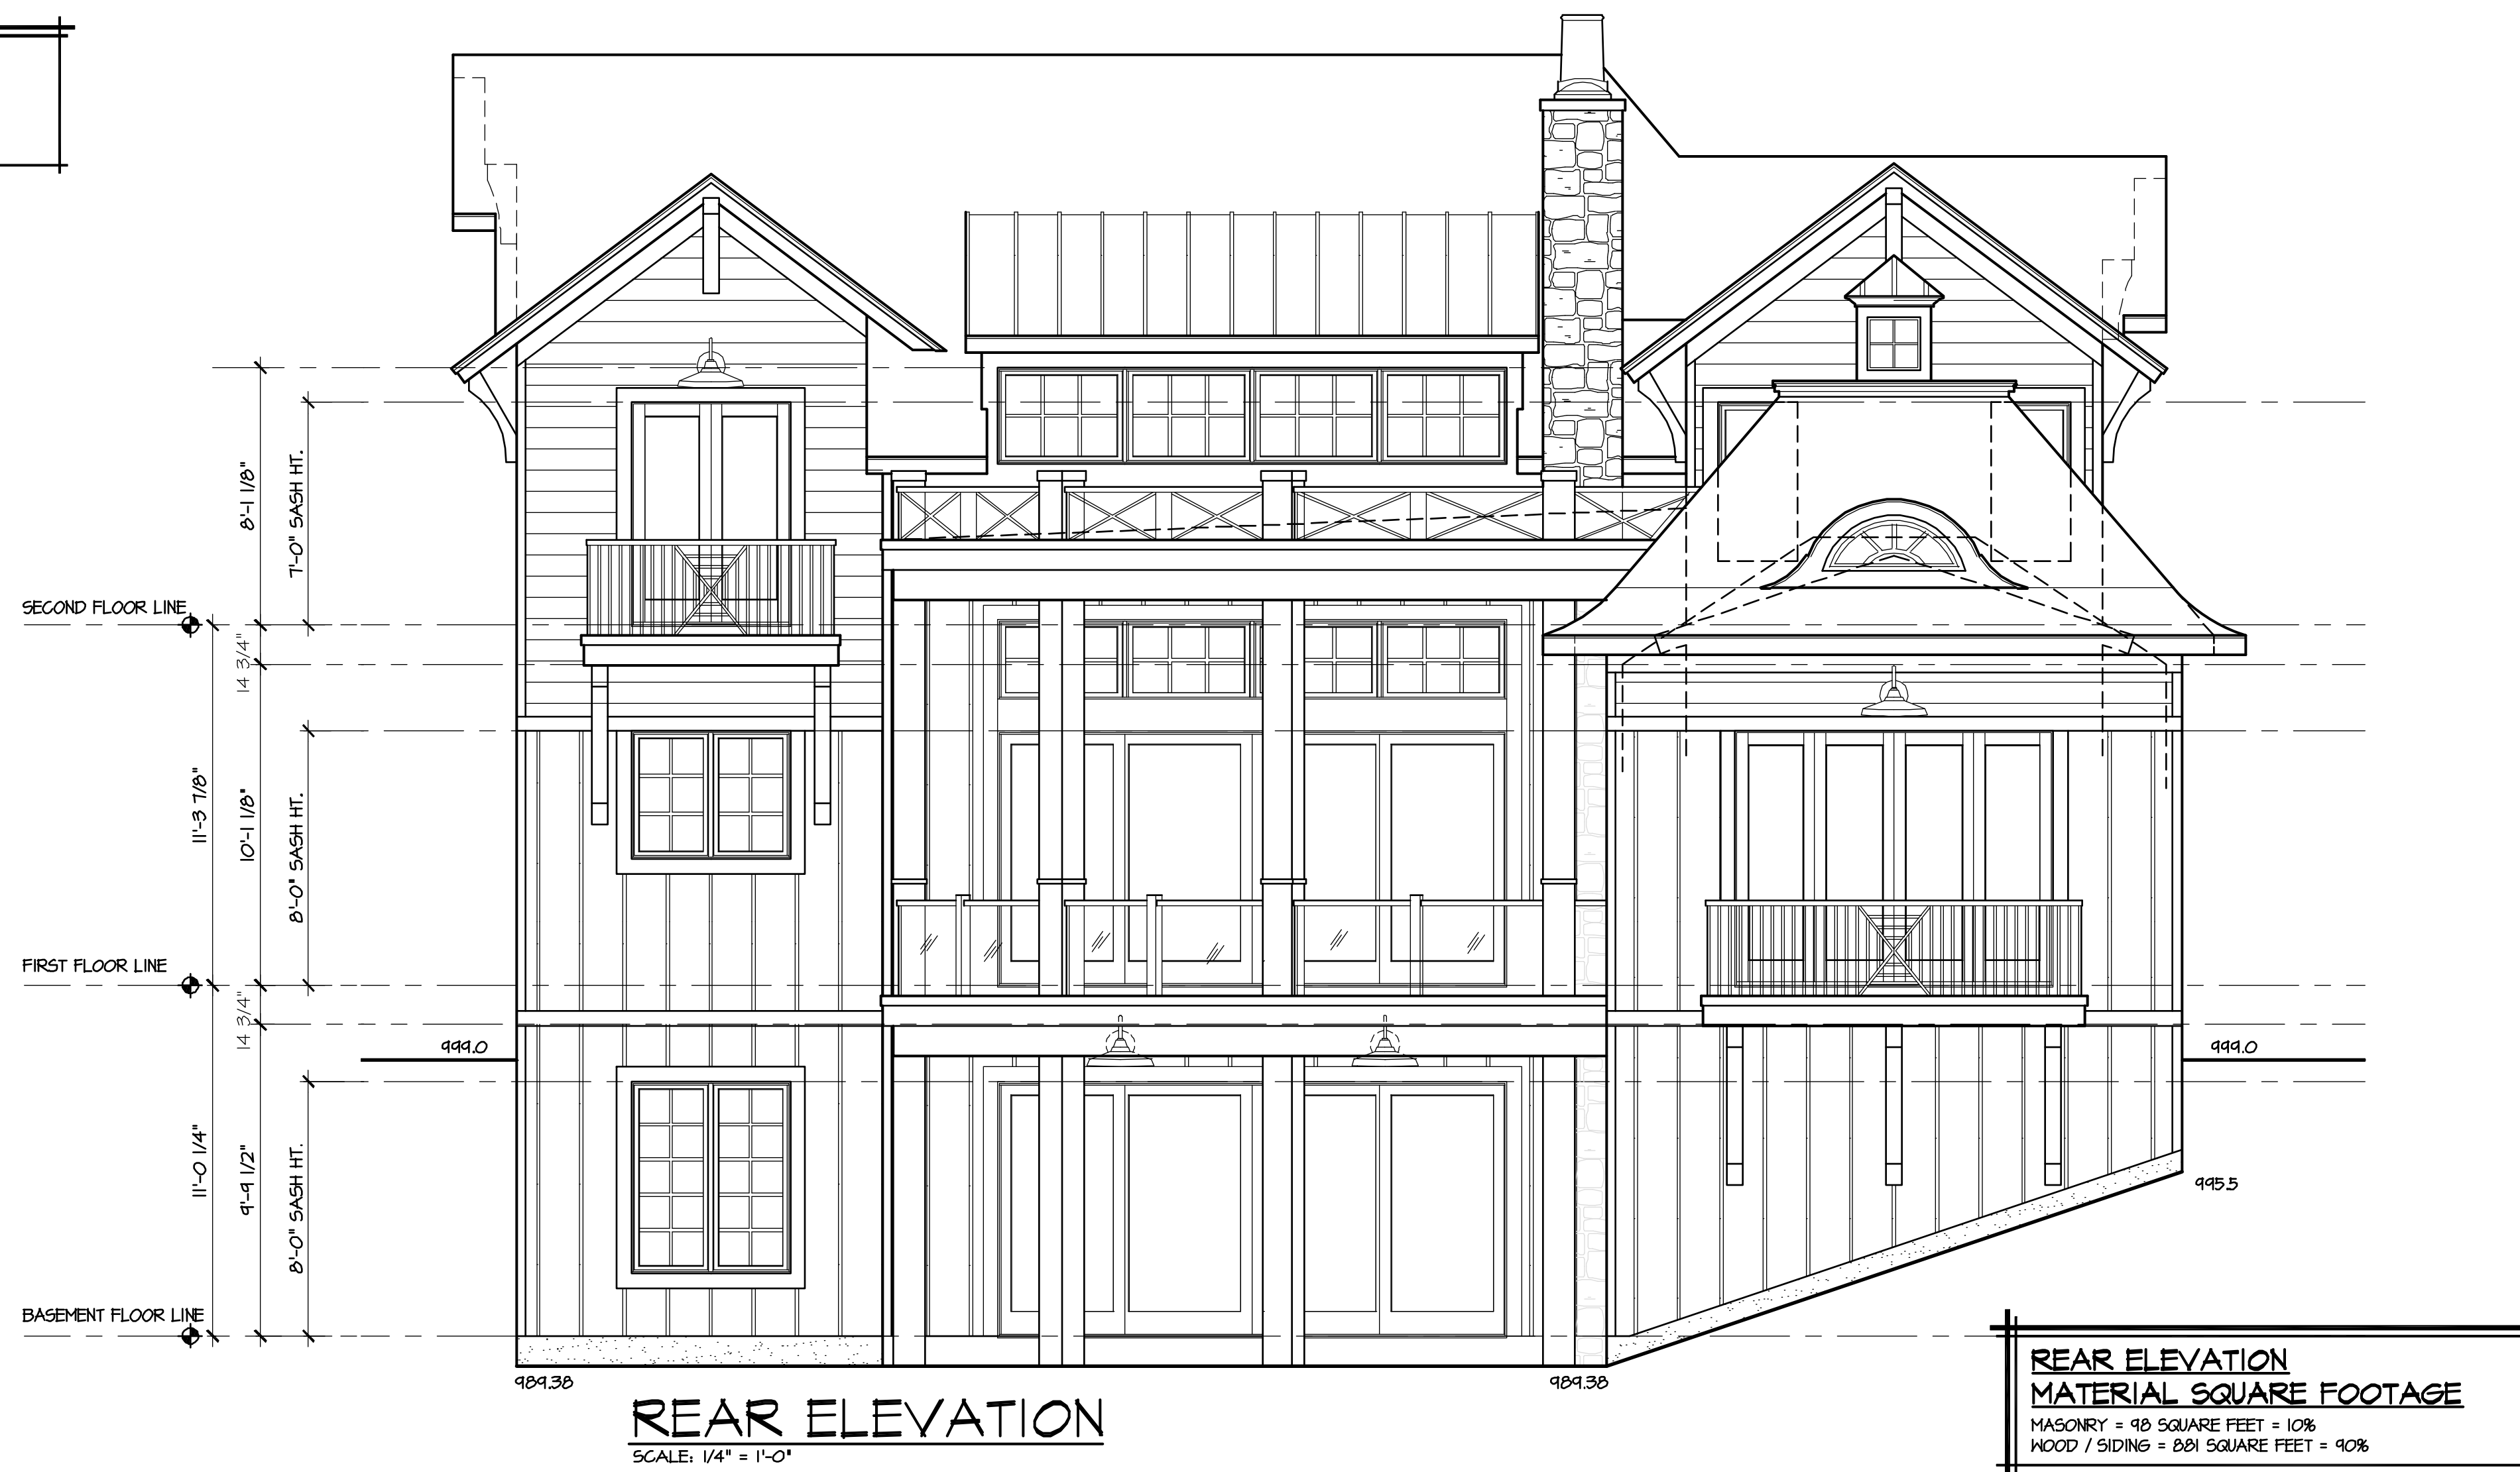 8'-1 1/8"
7'-0" SASH HT.
SECOND FLOOR LINE
14 3/4"
11'-3 7/8"
10'-1 1/8"
8'-0" SASH HT.
FIRST FLOOR LINE
14 3/4"
999.0
999.0
11'-0 1/4"
9'-9 1/2"
8'-0" SASH HT.
995.5
BASEMENT FLOOR LINE
989.38
989.38
REAR ELEVATION
SCALE: 1/4" = 1'-0"
REAR ELEVATION
MATERIAL SQUARE FOOTAGE
MASONRY = 98 SQUARE FEET = 10%
WOOD / SIDING = 881 SQUARE FEET = 90%